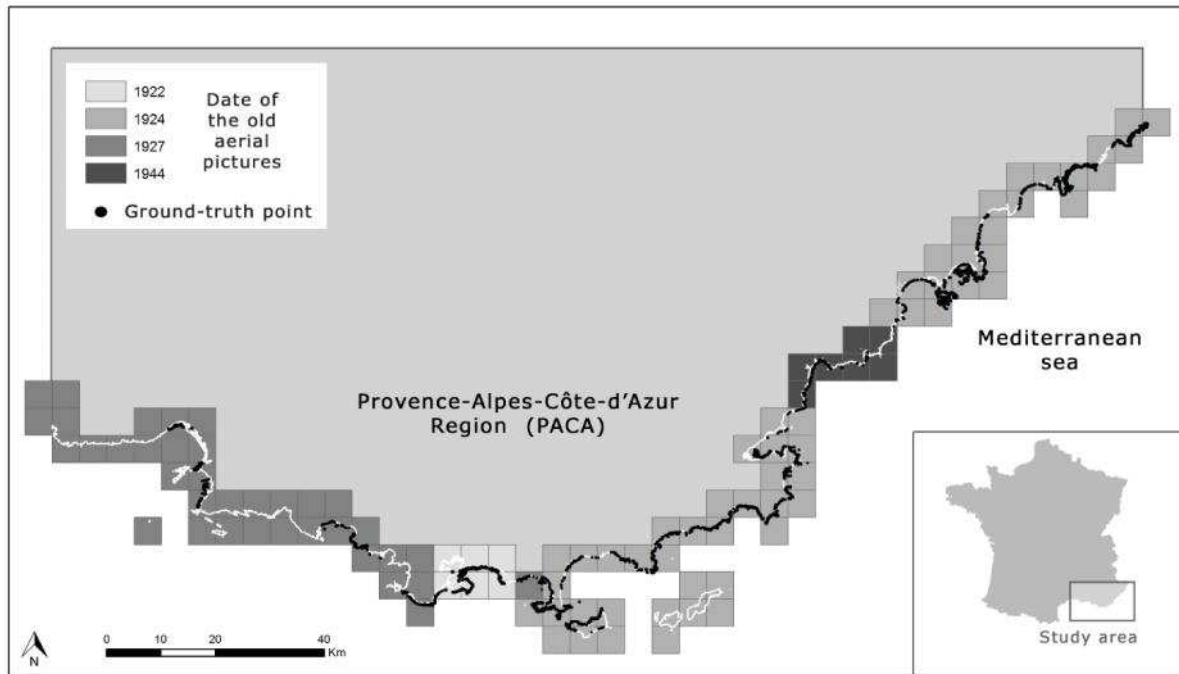 1922
1924
1927
1944
Date of
the old
aerial
pictures
Ground-truth point
Mediterranean
sea
Provence-Alpes-Côte-d'Azur
Region (PACA)
Study area
N
0 10 20 40
Km